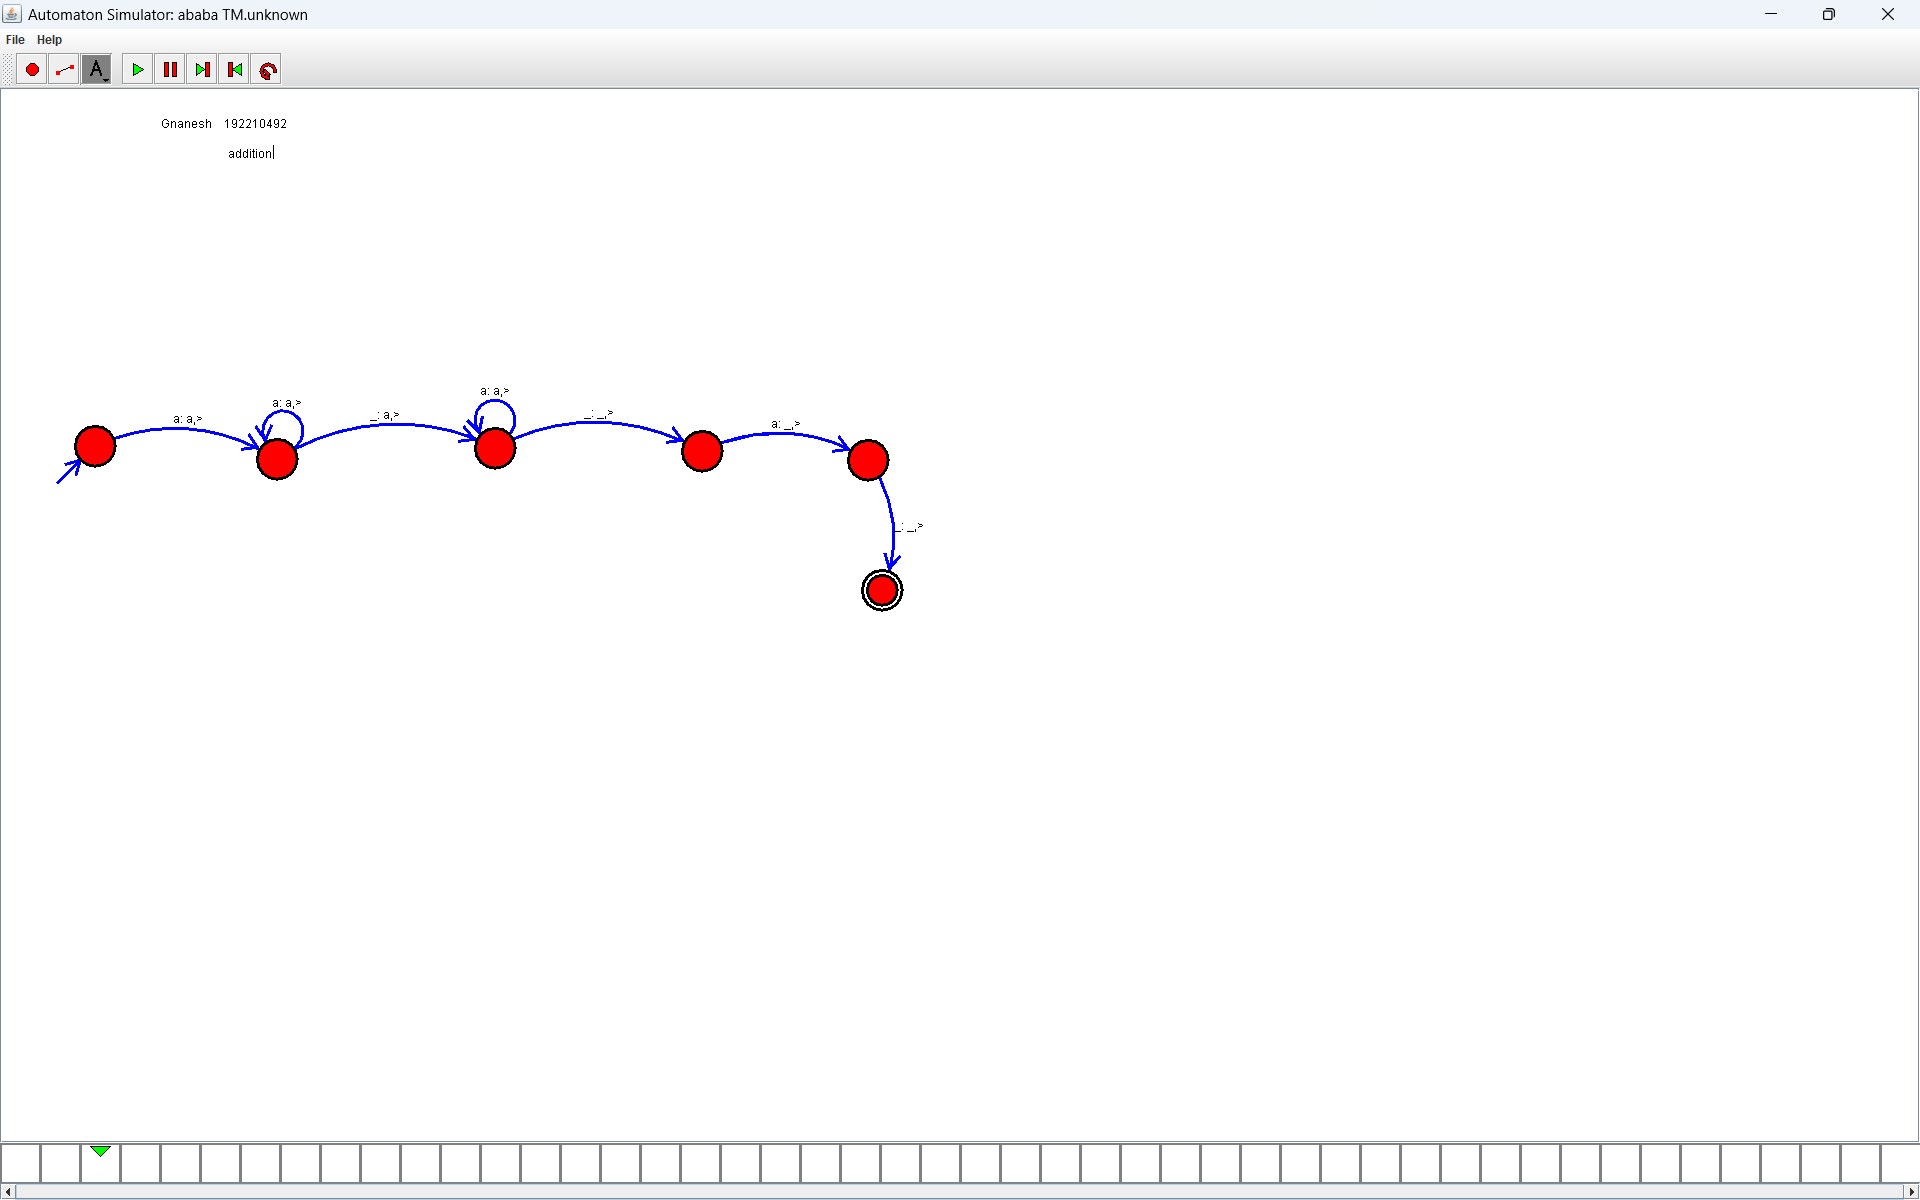 Automaton Simulator: ababa TM.unknown
File Help
A
Gnanesh 192210492
addition
a: a,>
a: a,>
_: a,>
a: a,>
_: _,>
a: _,>
_: _,>